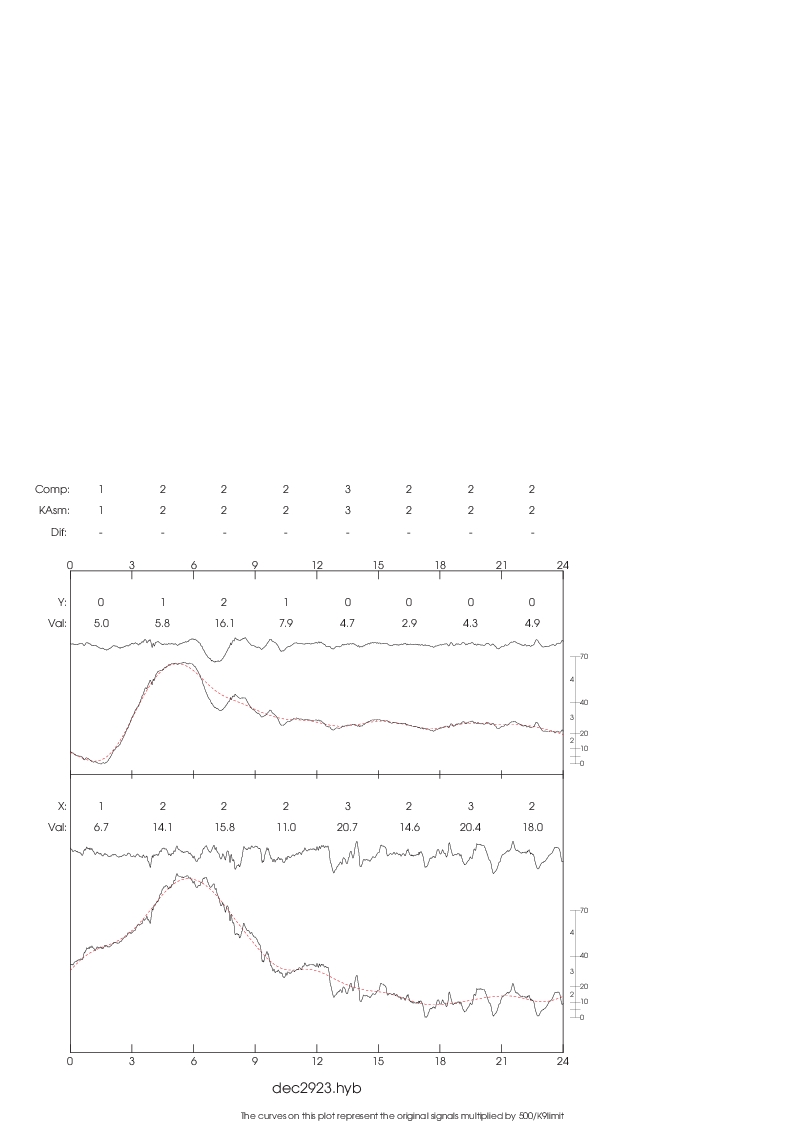 Comp: 1 2 2 2 3 2 2 2
KAsm: 1 2 2 2 3 2 2 2
Dif: - - - - - - - -
0 3 6 9 12 15 18 21 24
Y: 0 1 2 1 0 0 0 0
Val: 5.0 5.8 16.1 7.9 4.7 2.9 4.3 4.9
70
4
40
3
20
2
10
0
X: 1 2 2 2 3 2 3 2
Val: 6.7 14.1 15.8 11.0 20.7 14.6 20.4 18.0
70
4
40
3
20
2
10
0
0 3 6 9 12 15 18 21 24
dec2923.hyb
The curves on this plot represent the original signals multiplied by 500/K9limit